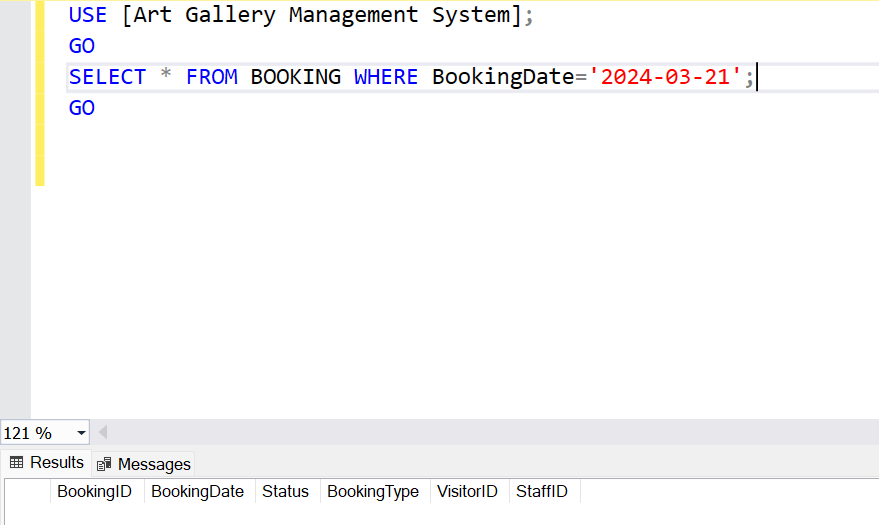 USE [Art Gallery Management System];
GO
SELECT * FROM BOOKING WHERE BookingDate='2024-03-21';
GO
121 %
Results Messages
BookingID BookingDate Status BookingType VisitorID StaffID